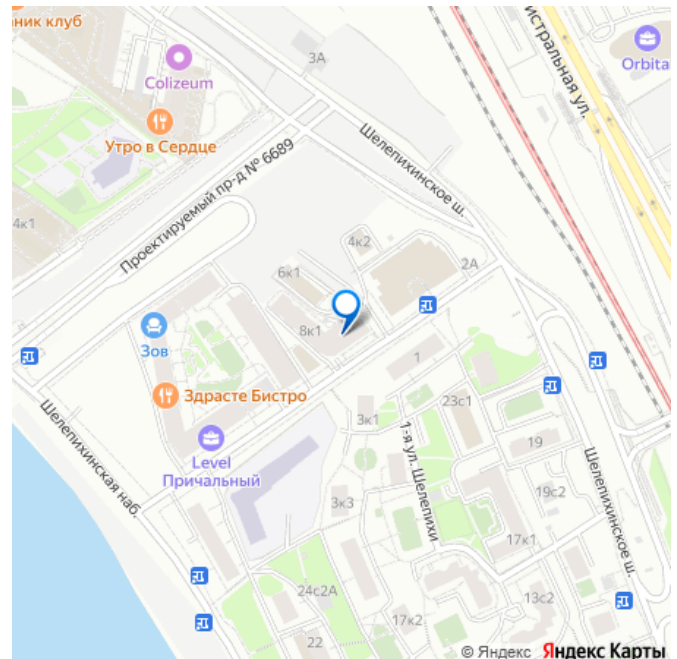 ник клуб
Colizeum
3А
Orbita
истральная ул.
Утро в Сердце
Шелепихинское ш.
Проектируемый пр-д № 6689
4к1
4к2
2А
6к1
8к1
Зов
1
Здрасте Бистро
23с1
3к1
Шелепихинская наб.
Level
Причальный
1-я ул. Шелепихи
19
Шелепихинское ш.
3к3
19с2
17к1
24с2А
13с2
17к2
22
© Яндекс Яндекс Карты